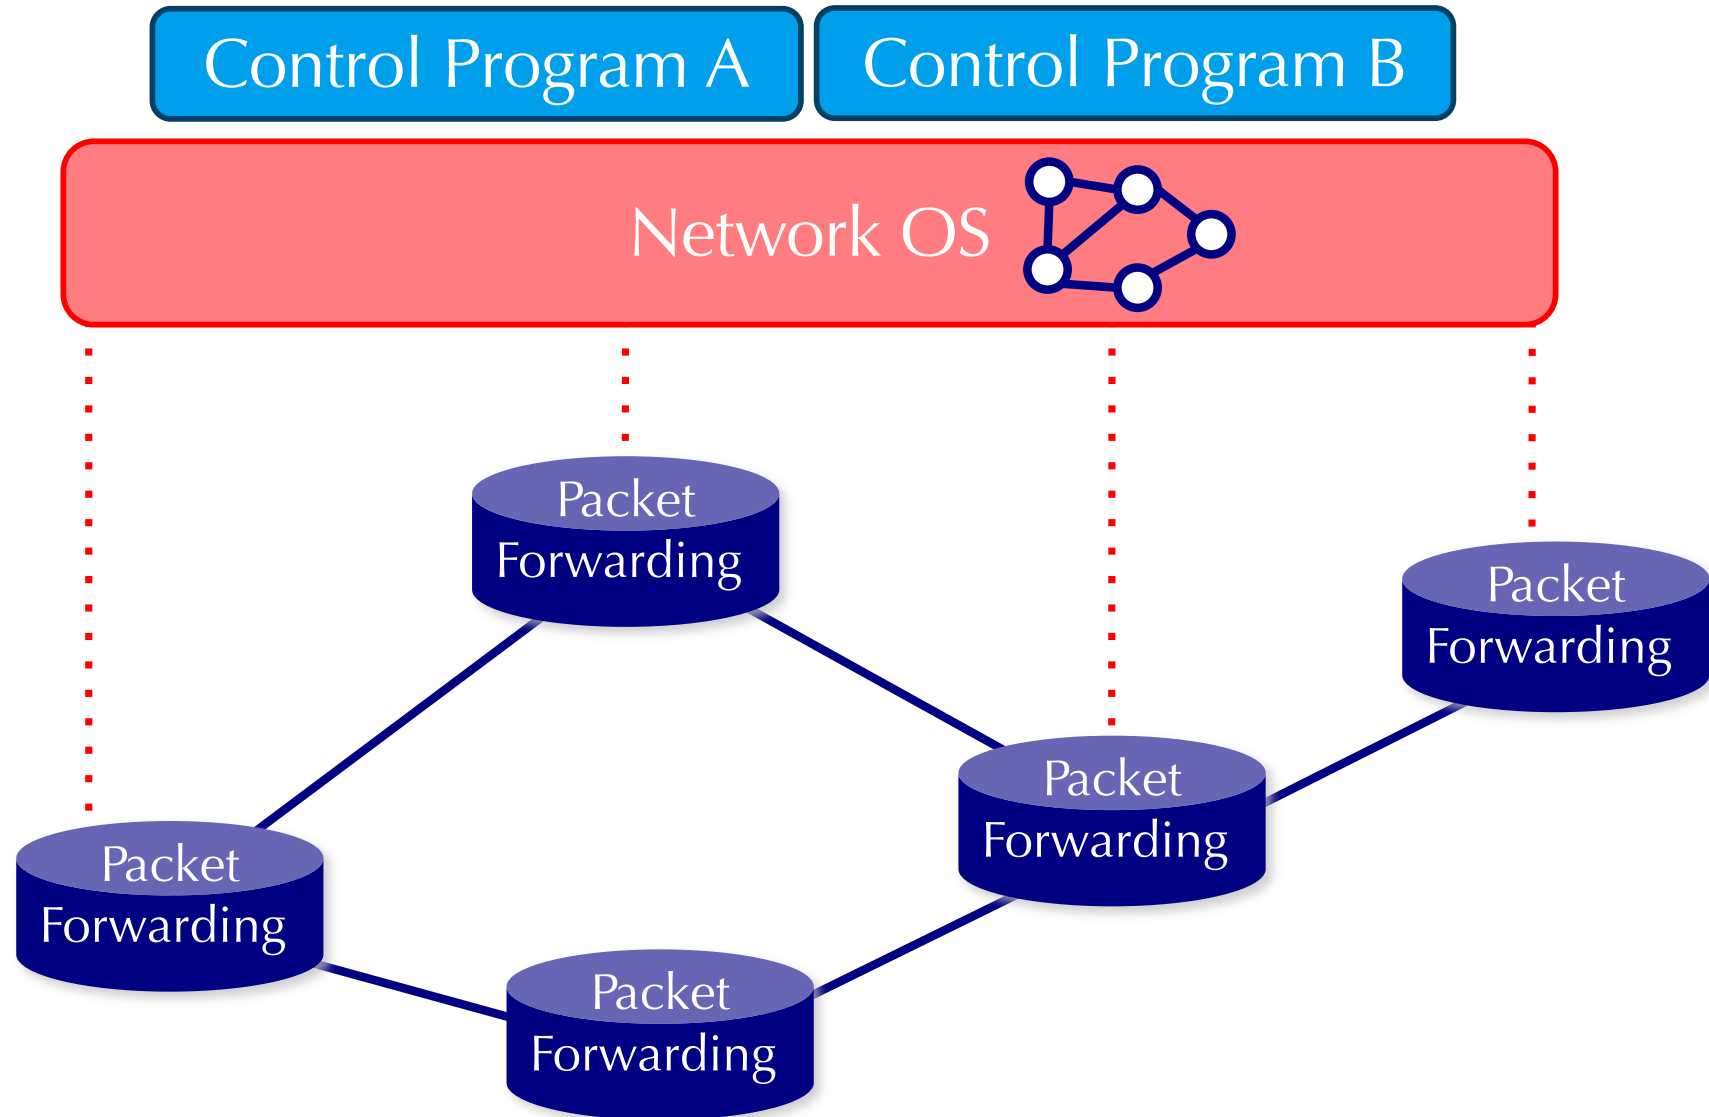 Control Program A
Control Program B
Network OS
Packet
Forwarding
Packet
Forwarding
Packet
Forwarding
Packet
Forwarding
Packet
Forwarding